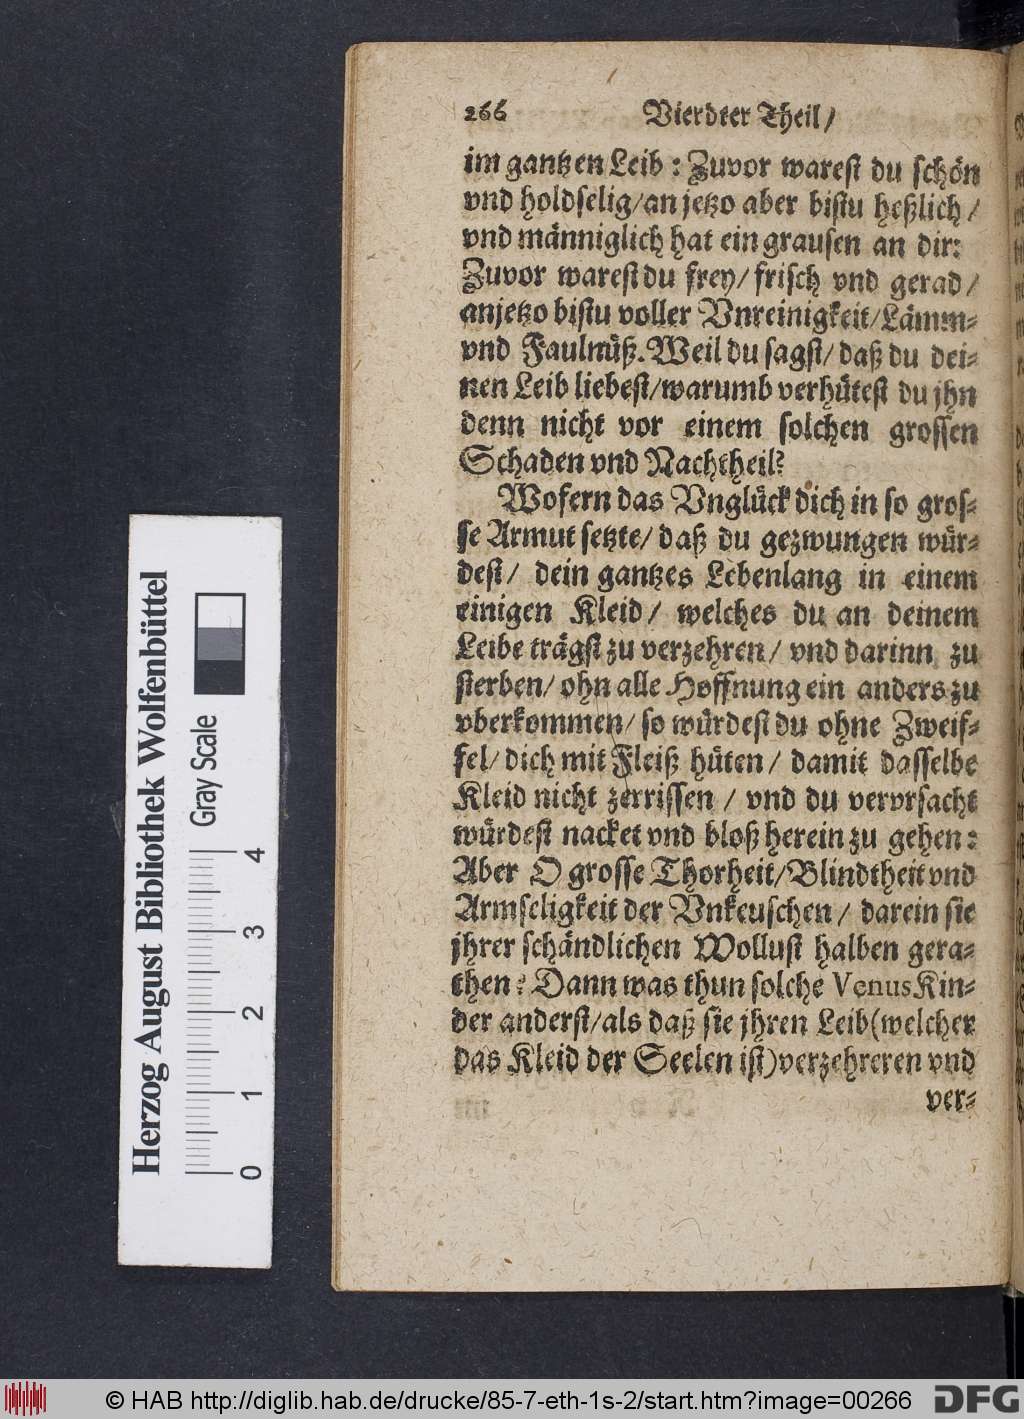 266 Vierdter Theil/
im gantzen Leib: Zuvor warest du schön
vnd holdselig/an jetzo aber bistu heßlich/
vnd männiglich hat ein grausen an dir:
Zuvor warest du frey/ frisch vnd gerad/
anjetzo bistu voller Vnreinigkeit/Lämm-
vnd Faulnüß. Weil du sagst/ daß du dei-
nen Leib liebest/warumb verhütest du jhn
denn nicht vor einem solchen grossen
Schaden vnd Nachtheil?
Wofern das Vnglück dich in so gros-
se Armut setzte/ daß du gezwungen wür-
dest/ dein gantzes Lebenlang in einem
einigen Kleid/ welches du an deinem
Leibe trägst zu verzehren/ vnd darinn zu
sterben/ ohn alle Hoffnung ein anders zu
vberkommen/ so würdest du ohne Zweif-
fel/ dich mit Fleiß hüten/ damit dasselbe
Kleid nicht zerrissen/ vnd du vervrsacht
würdest nacket vnd bloß herein zu gehen:
Aber O grosse Thorheit/Blindtheit vnd
Armseligkeit der Vnkeuschen/ darein sie
jhrer schändlichen Wollust halben gera-
then: Dann was thun solche Venus Kin-
der anderst/als daß sie jhren Leib (welcher
das Kleid der Seelen ist) verzehreren vnd
ver-
Herzog August Bibliothek Wolfenbüttel
Gray Scale
0 1 2 3 4
© HAB http://diglib.hab.de/drucke/85-7-eth-1s-2/start.htm?image=00266
DFG